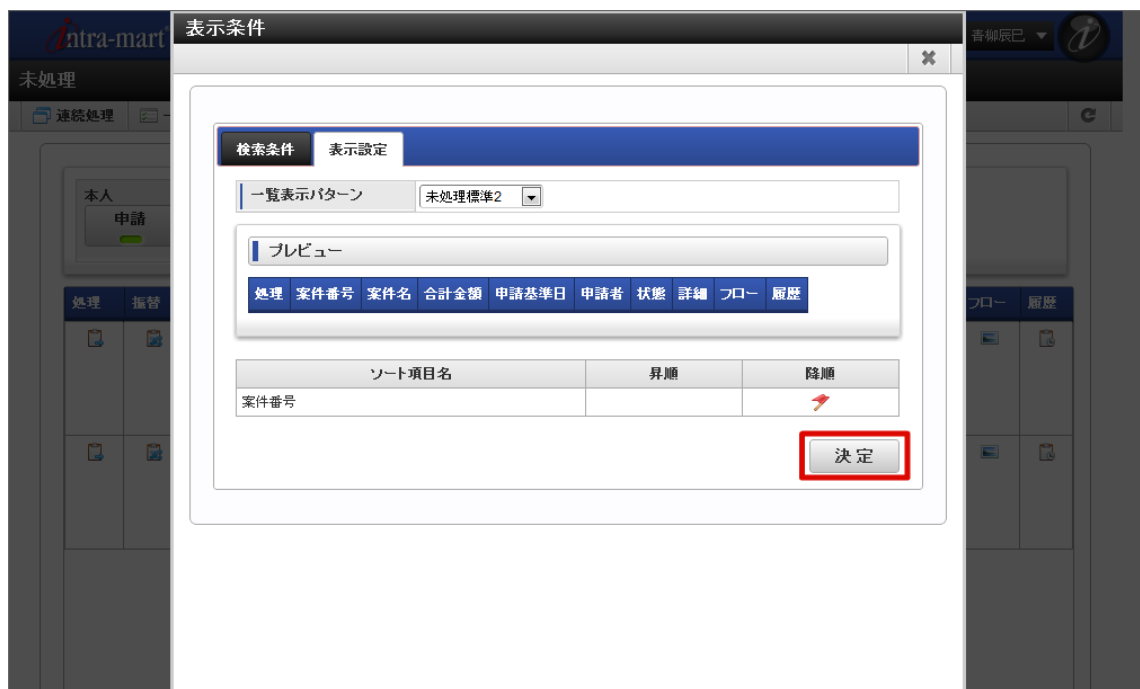 intra-mart
表示条件
青柳辰巳
未処理
連続処理
検索条件 表示設定
本人
申請
一覧表示パターン 未処理標準2
プレビュー
処理 振替
処理 案件番号 案件名 合計金額 申請基準日 申請者 状態 詳細 フロー 履歴
フロー 履歴
ソート項目名 昇順 降順
案件番号
決定